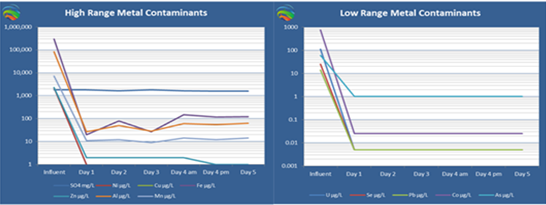 High Range Metal Contaminants
1,000,000
100,000
10,000
1,000
100
10
1
Influent Day 1 Day 2 Day 3 Day 4 am Day 4 pm Day 5
SO4 mg/L Ni µg/L Cu µg/L Fe µg/L
Zn µg/L Al µg/L Mn µg/L
Low Range Metal Contaminants
1000
100
10
1
0.1
0.01
0.001
Influent Day 1 Day 2 Day 3 Day 4 am Day 4 pm Day 5
U µg/L Se µg/L Pb µg/L Co µg/L As µg/L